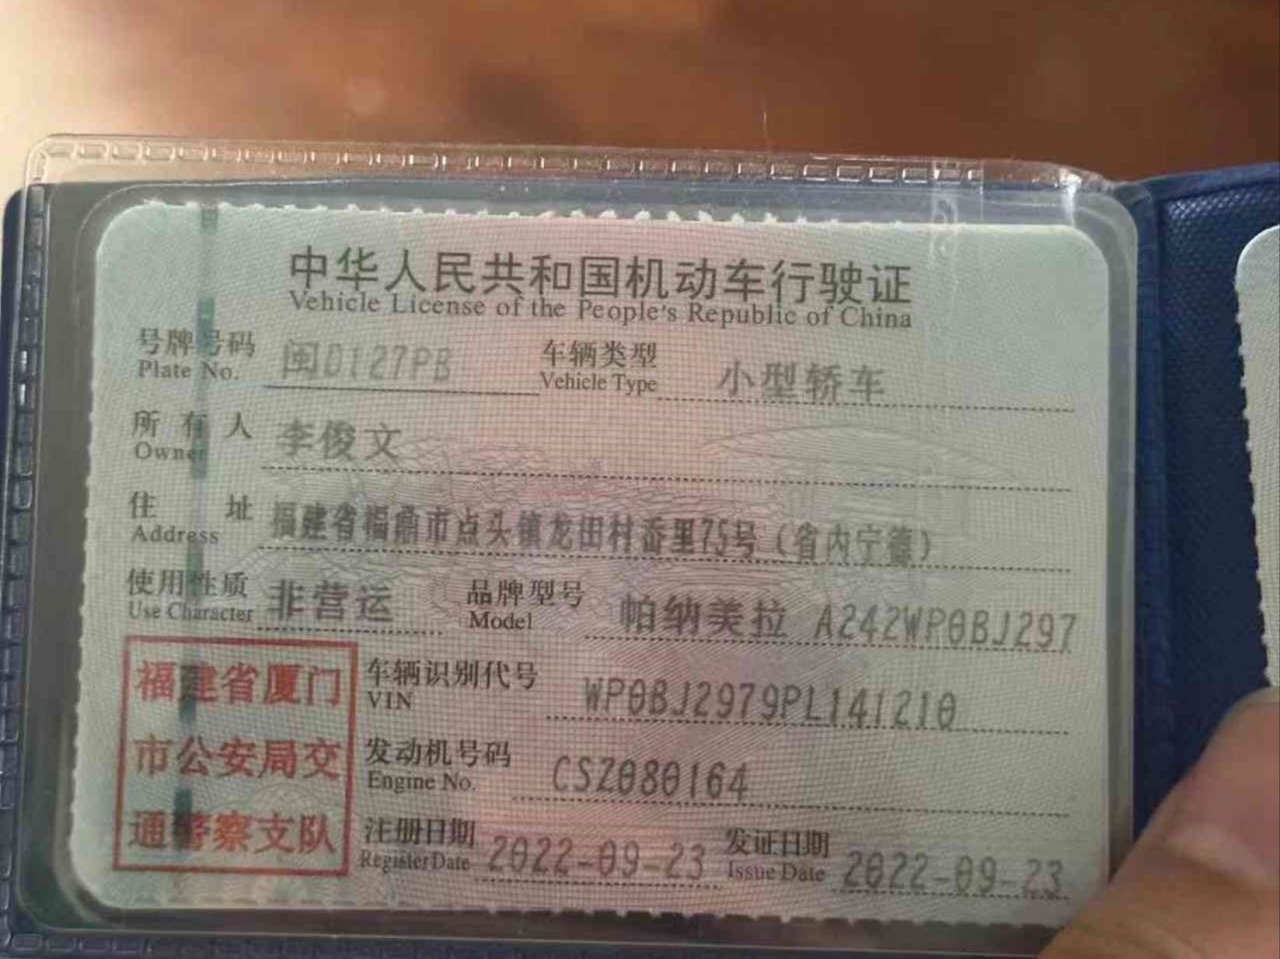 中华人民共和国机动车行驶证
Vehicle License of the People's Republic of China
号牌号码 闽D127PB 车辆类型 小型轿车
Plate No. Vehicle Type
所有人 李俊文
Owner
住址 福建省福鼎市点头镇龙田村番里75号（省内宁德）
Address
使用性质 非营运 品牌型号 帕纳美拉 A242WP0BJ297
Use Character Model
福建省厦门
市公安局交
通警察支队
车辆识别代号 WP0BJ2979PL141210
VIN
发动机号码 CSZ080164
Engine No.
注册日期 2022-09-23 发证日期 2022-09-23
Register Date Issue Date